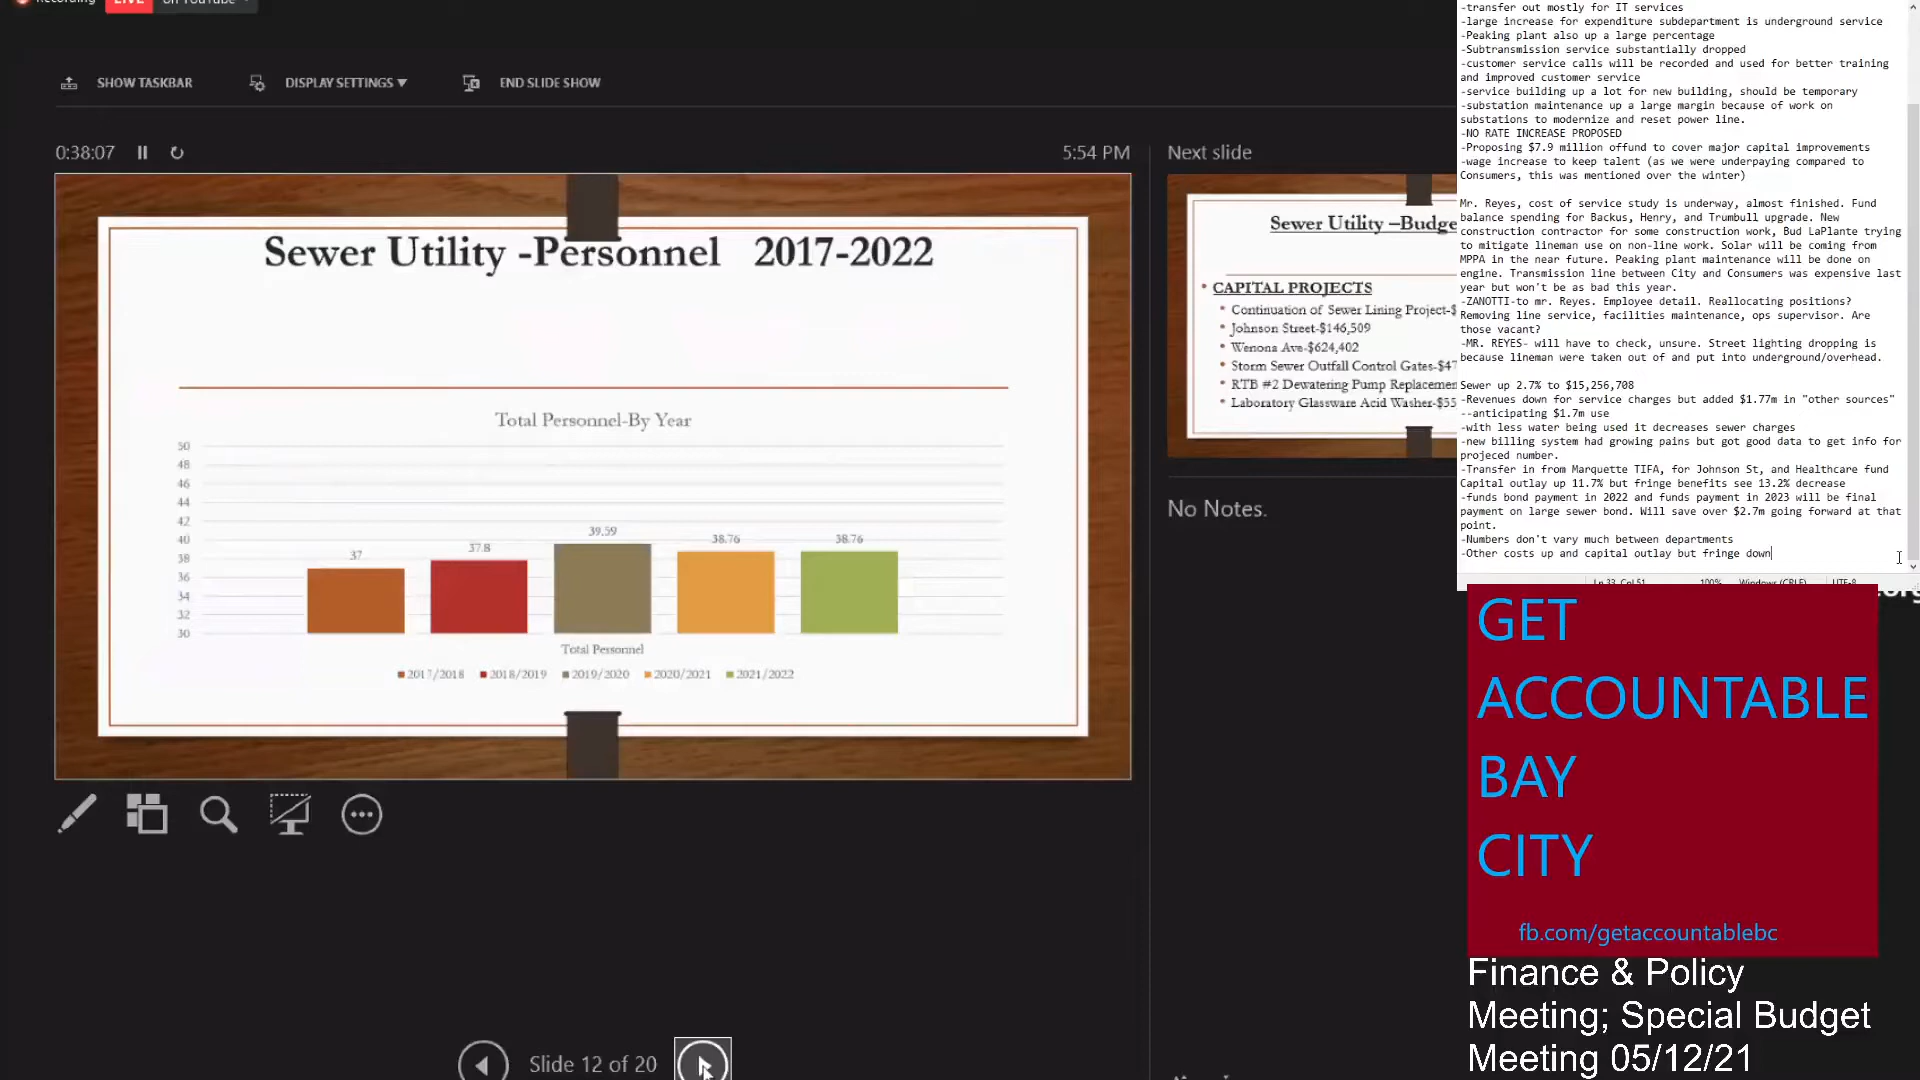 Recording
LIVE
on YouTube
SHOW TASKBAR
DISPLAY SETTINGS ▾
END SLIDE SHOW
0:38:07
5:54 PM
Next slide
Sewer Utility -Personnel 2017-2022
Total Personnel-By Year
50
48
46
44
42
40
38
36
34
32
30
37
37.8
39.59
38.76
38.76
Total Personnel
2017/2018
2018/2019
2019/2020
2020/2021
2021/2022
Sewer Utility –Budge
• CAPITAL PROJECTS
• Continuation of Sewer Lining Project-$
• Johnson Street-$146,509
• Wenona Ave-$624,402
• Storm Sewer Outfall Control Gates-$47
• RTB #2 Dewatering Pump Replacemen
• Laboratory Glassware Acid Washer-$55
No Notes.
Slide 12 of 20
-transfer out mostly for IT services
-large increase for expenditure subdepartment is underground service
-Peaking plant also up a large percentage
-Subtransmission service substantially dropped
-customer service calls will be recorded and used for better training
and improved customer service
-service building up a lot for new building, should be temporary
-substation maintenance up a large margin because of work on
substations to modernize and reset power line.
-NO RATE INCREASE PROPOSED
-Proposing $7.9 million offund to cover major capital improvements
-wage increase to keep talent (as we were underpaying compared to
Consumers, this was mentioned over the winter)
Mr. Reyes, cost of service study is underway, almost finished. Fund
balance spending for Backus, Henry, and Trumbull upgrade. New
construction contractor for some construction work, Bud LaPlante trying
to mitigate lineman use on non-line work. Solar will be coming from
MPPA in the near future. Peaking plant maintenance will be done on
engine. Transmission line between City and Consumers was expensive last
year but won't be as bad this year.
-ZANOTTI-to mr. Reyes. Employee detail. Reallocating positions?
Removing line service, facilities maintenance, ops supervisor. Are
those vacant?
-MR. REYES- will have to check, unsure. Street lighting dropping is
because lineman were taken out of and put into underground/overhead.
Sewer up 2.7% to $15,256,708
-Revenues down for service charges but added $1.77m in "other sources"
--anticipating $1.7m use
-with less water being used it decreases sewer charges
-new billing system had growing pains but got good data to get info for
projeced number.
-Transfer in from Marquette TIFA, for Johnson St, and Healthcare fund
Capital outlay up 11.7% but fringe benefits see 13.2% decrease
-funds bond payment in 2022 and funds payment in 2023 will be final
payment on large sewer bond. Will save over $2.7m going forward at that
point.
-Numbers don't vary much between departments
-Other costs up and capital outlay but fringe down
Ln 33, Col 51
100%
Windows (CRLF)
UTF-8
GET
ACCOUNTABLE
BAY
CITY
fb.com/getaccountablebc
Finance & Policy
Meeting; Special Budget
Meeting 05/12/21